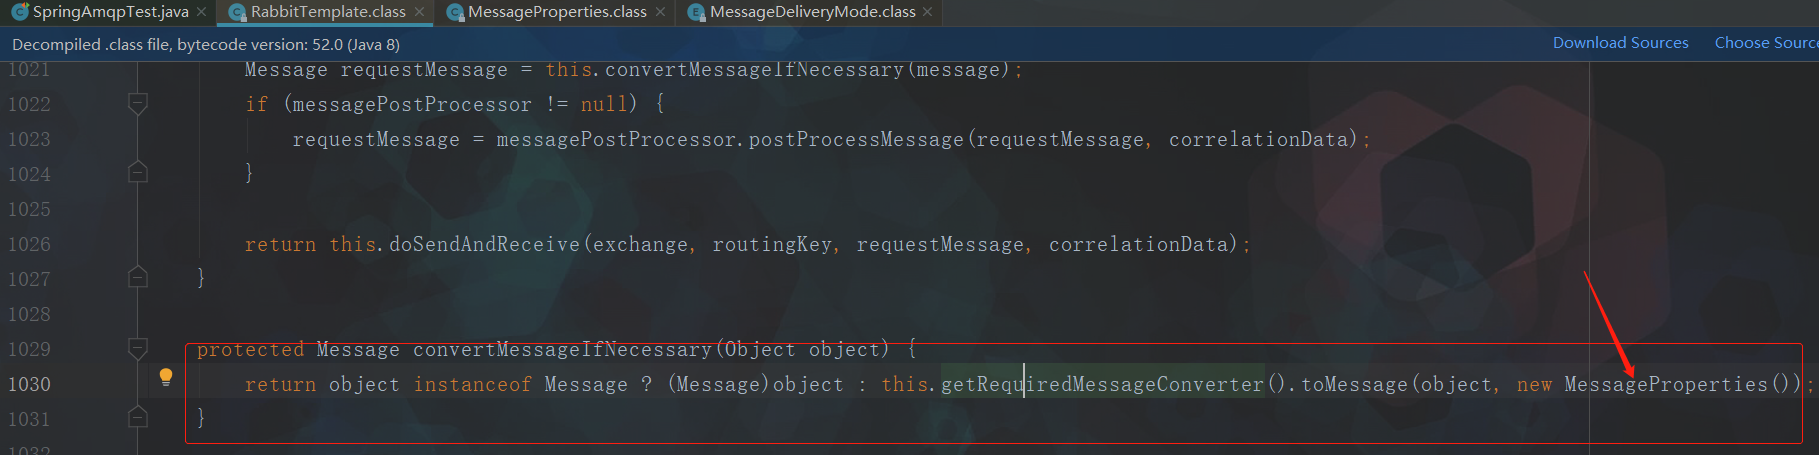 SpringAmqpTest.java RabbitTemplate.class MessageProperties.class MessageDeliveryMode.class
Decompiled .class file, bytecode version: 52.0 (Java 8) Download Sources Choose Sourc
1021 Message requestMessage = this.convertMessageIfNecessary(message);
1022 if (messagePostProcessor != null) {
1023 requestMessage = messagePostProcessor.postProcessMessage(requestMessage, correlationData);
1024 }
1025
1026 return this.doSendAndReceive(exchange, routingKey, requestMessage, correlationData);
1027 }
1028
1029 protected Message convertMessageIfNecessary(Object object) {
1030 return object instanceof Message ? (Message)object : this.getRequiredMessageConverter().toMessage(object, new MessageProperties());
1031 }
1032